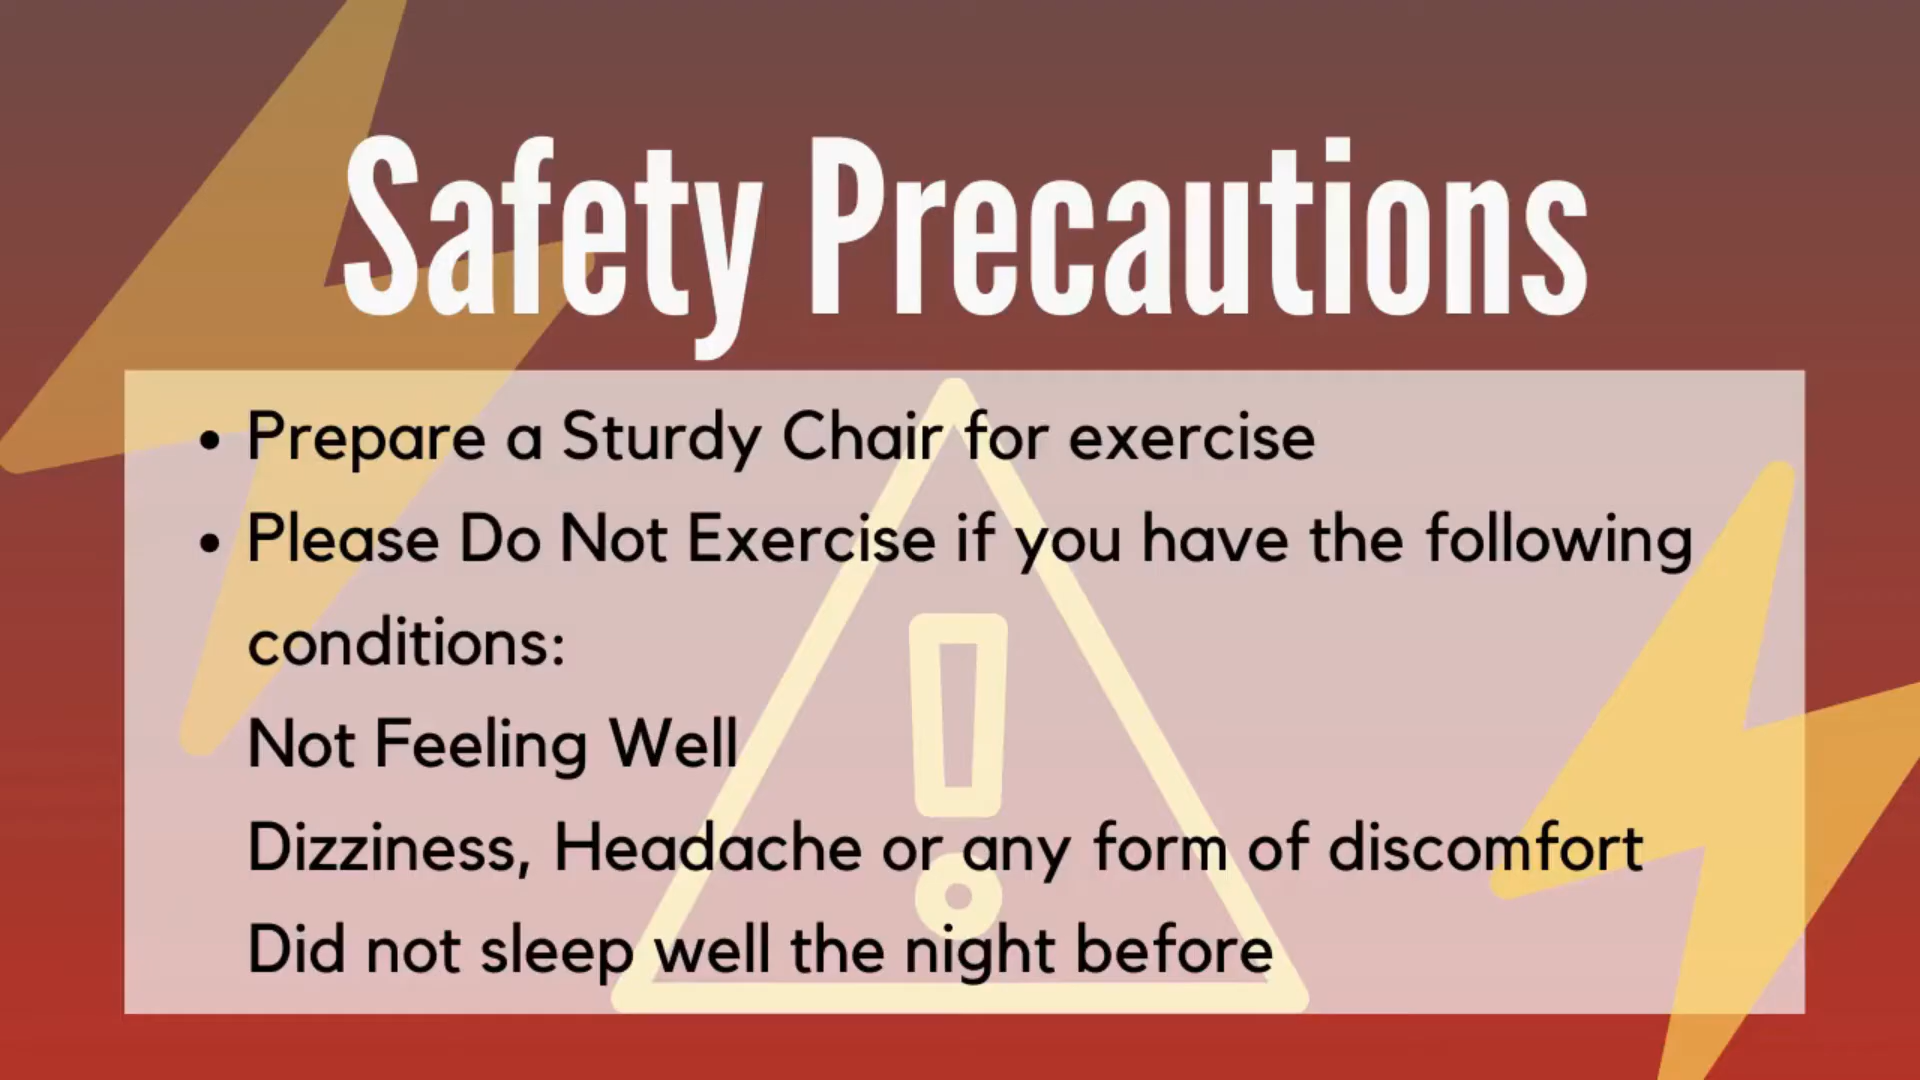 Safety Precautions
• Prepare a Sturdy Chair for exercise
• Please Do Not Exercise if you have the following
conditions:
Not Feeling Well
Dizziness, Headache or any form of discomfort
Did not sleep well the night before